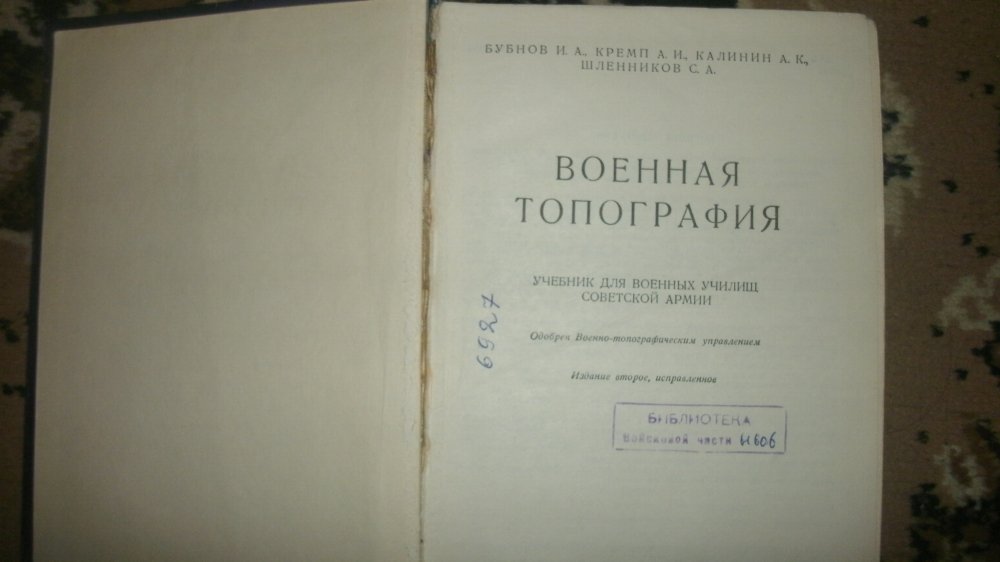 БУБНОВ И. А., КРЕМП А. И., КАЛИНИН А. К.,
ШЛЕННИКОВ С. А.
ВОЕННАЯ
ТОПОГРАФИЯ
УЧЕБНИК ДЛЯ ВОЕННЫХ УЧИЛИЩ
СОВЕТСКОЙ АРМИИ
6927
Одобрен Военно-топографическим управлением
Издание второе, исправленное
БИБЛИОТЕКА
Войсковой части